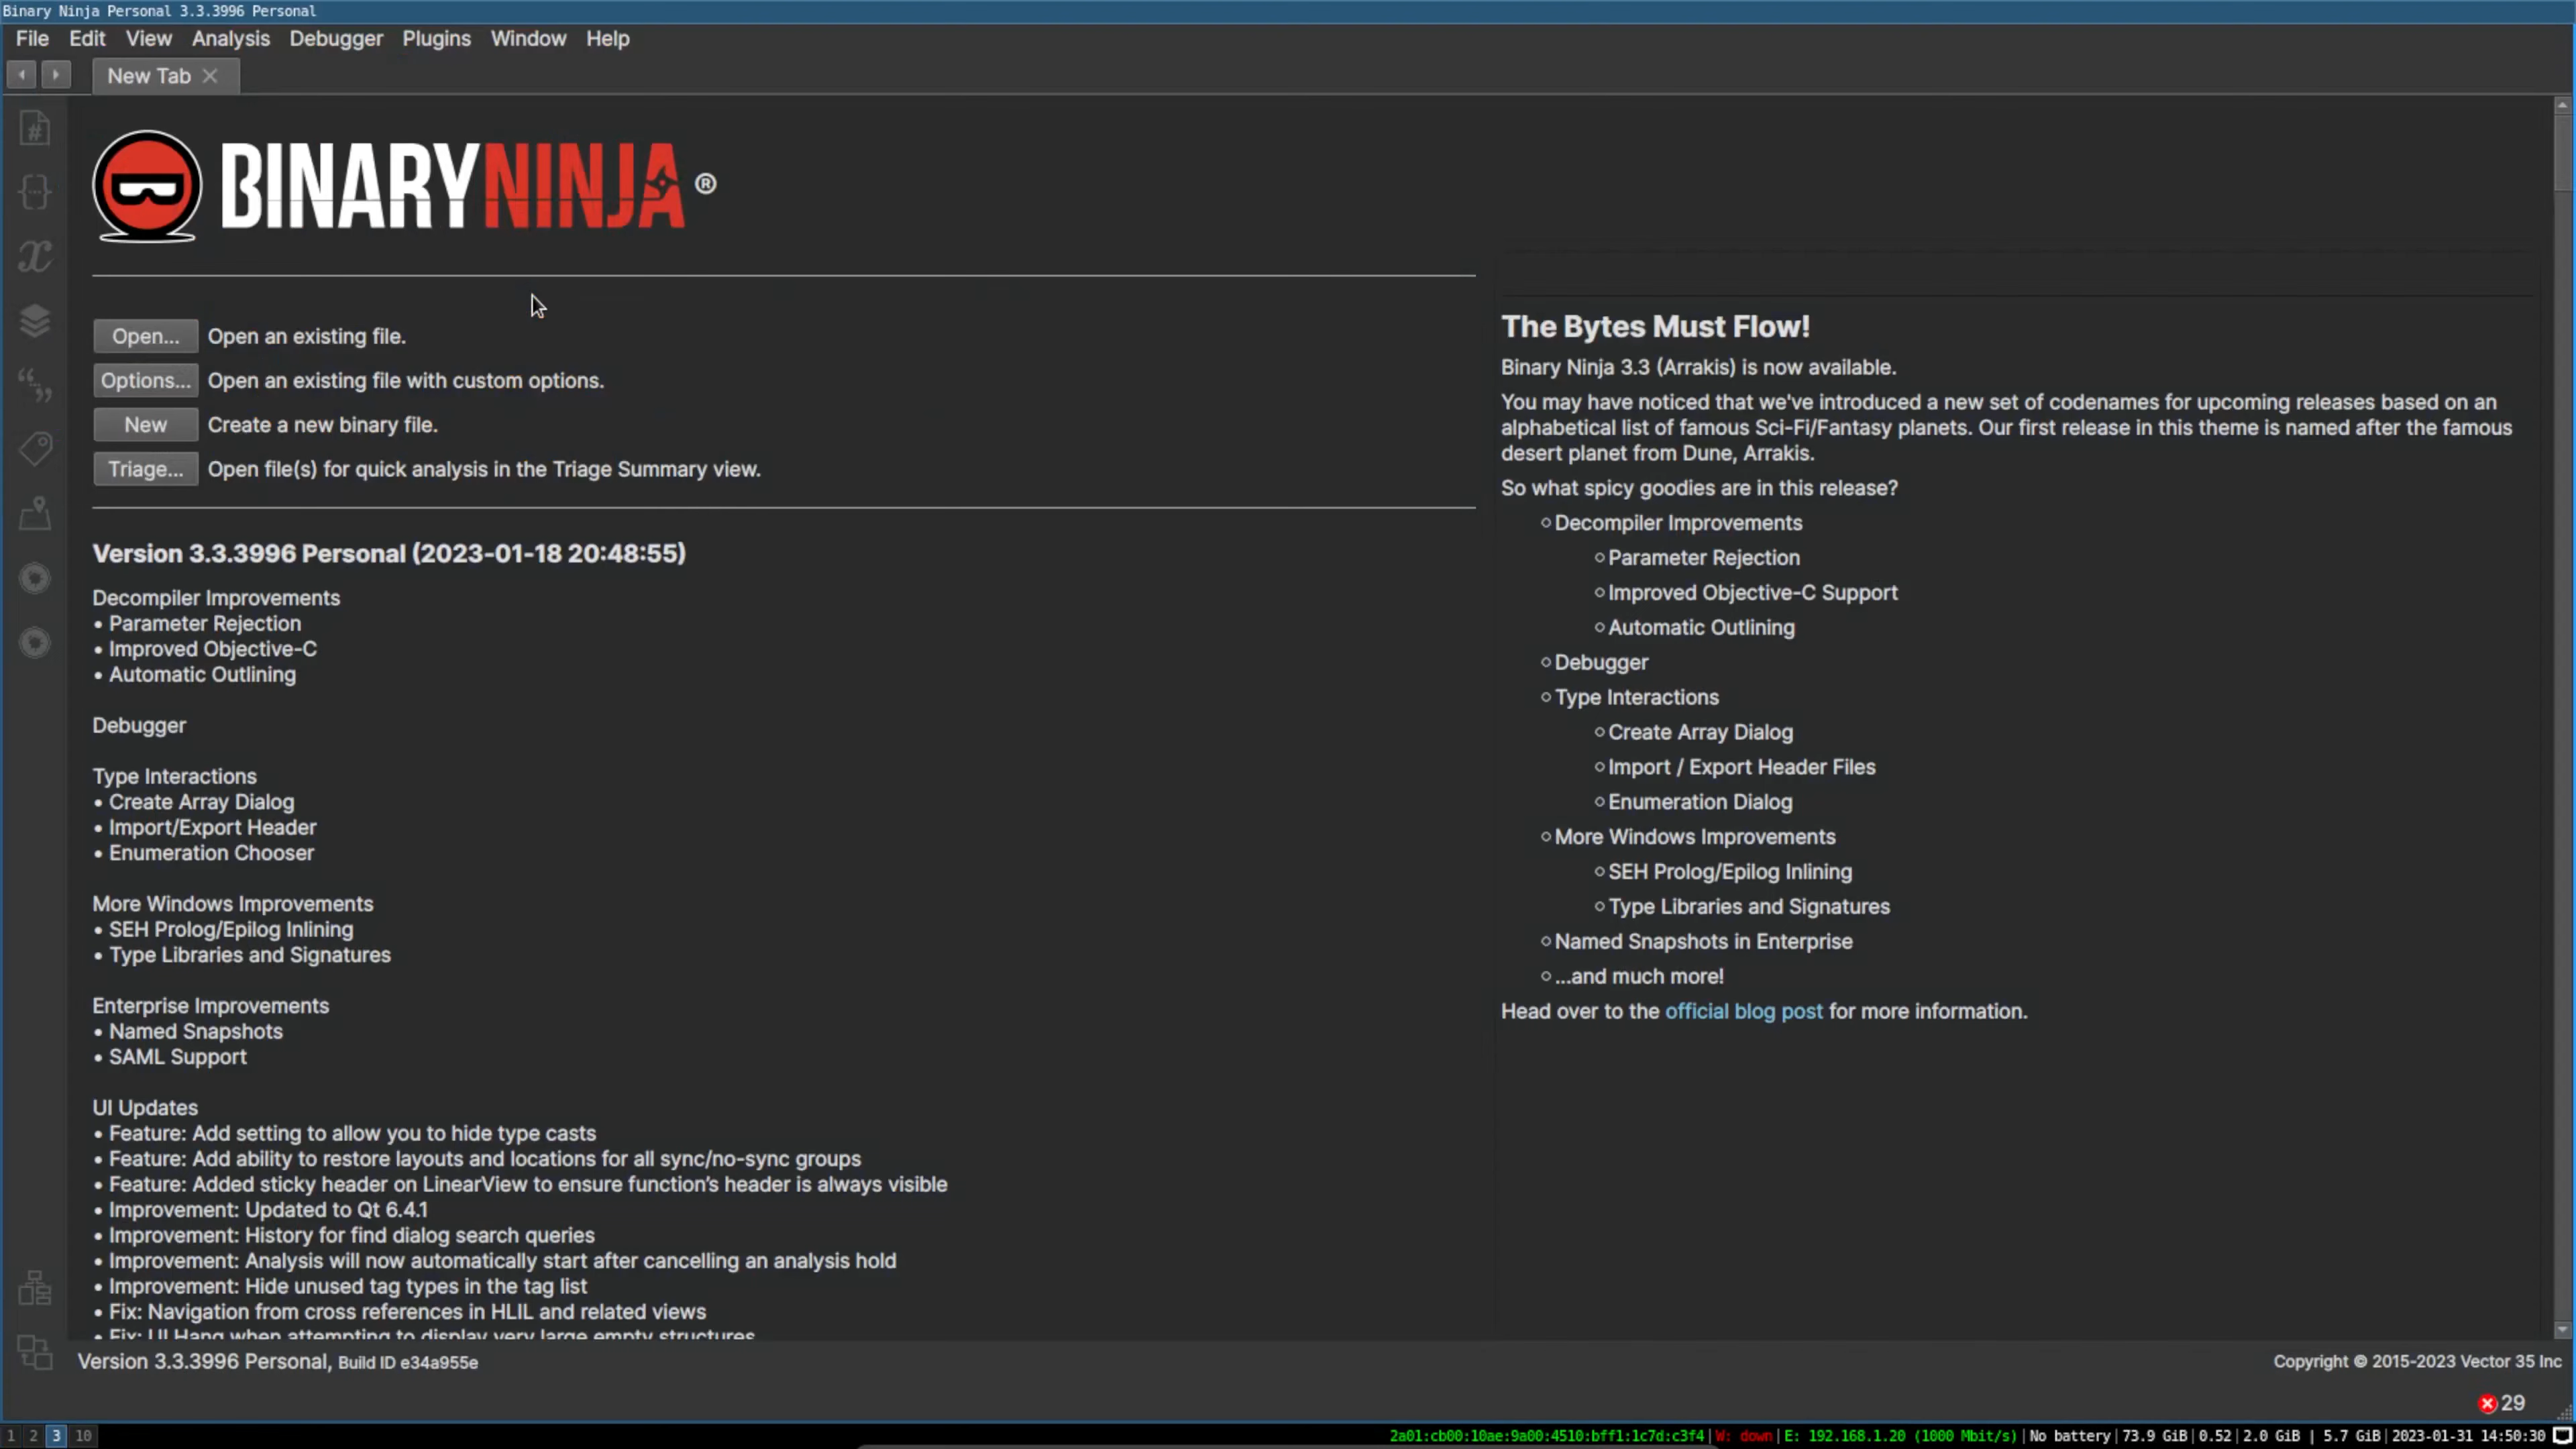 Binary Ninja Personal 3.3.3996 Personal
File Edit View Analysis Debugger Plugins Window Help
New Tab
BINARYNINJA ®
Open... Open an existing file.
Options... Open an existing file with custom options.
New Create a new binary file.
Triage... Open file(s) for quick analysis in the Triage Summary view.
Version 3.3.3996 Personal (2023-01-18 20:48:55)
Decompiler Improvements
• Parameter Rejection
• Improved Objective-C
• Automatic Outlining
Debugger
Type Interactions
• Create Array Dialog
• Import/Export Header
• Enumeration Chooser
More Windows Improvements
• SEH Prolog/Epilog Inlining
• Type Libraries and Signatures
Enterprise Improvements
• Named Snapshots
• SAML Support
UI Updates
• Feature: Add setting to allow you to hide type casts
• Feature: Add ability to restore layouts and locations for all sync/no-sync groups
• Feature: Added sticky header on LinearView to ensure function's header is always visible
• Improvement: Updated to Qt 6.4.1
• Improvement: History for find dialog search queries
• Improvement: Analysis will now automatically start after cancelling an analysis hold
• Improvement: Hide unused tag types in the tag list
• Fix: Navigation from cross references in HLIL and related views
• Fix: UI Hang when attempting to display very large empty structures
The Bytes Must Flow!
Binary Ninja 3.3 (Arrakis) is now available.
You may have noticed that we've introduced a new set of codenames for upcoming releases based on an
alphabetical list of famous Sci-Fi/Fantasy planets. Our first release in this theme is named after the famous
desert planet from Dune, Arrakis.
So what spicy goodies are in this release?
◦ Decompiler Improvements
◦ Parameter Rejection
◦ Improved Objective-C Support
◦ Automatic Outlining
◦ Debugger
◦ Type Interactions
◦ Create Array Dialog
◦ Import / Export Header Files
◦ Enumeration Dialog
◦ More Windows Improvements
◦ SEH Prolog/Epilog Inlining
◦ Type Libraries and Signatures
◦ Named Snapshots in Enterprise
◦ ...and much more!
Head over to the official blog post for more information.
Version 3.3.3996 Personal, Build ID e34a955e
Copyright © 2015-2023 Vector 35 Inc
29
1 2 3 10
2a01:cb00:10ae:9a00:4510:bff1:1c7d:c3f4|W: down|E: 192.168.1.20 (1000 Mbit/s)|No battery|73.9 GiB|0.52|2.0 GiB | 5.7 GiB|2023-01-31 14:50:30